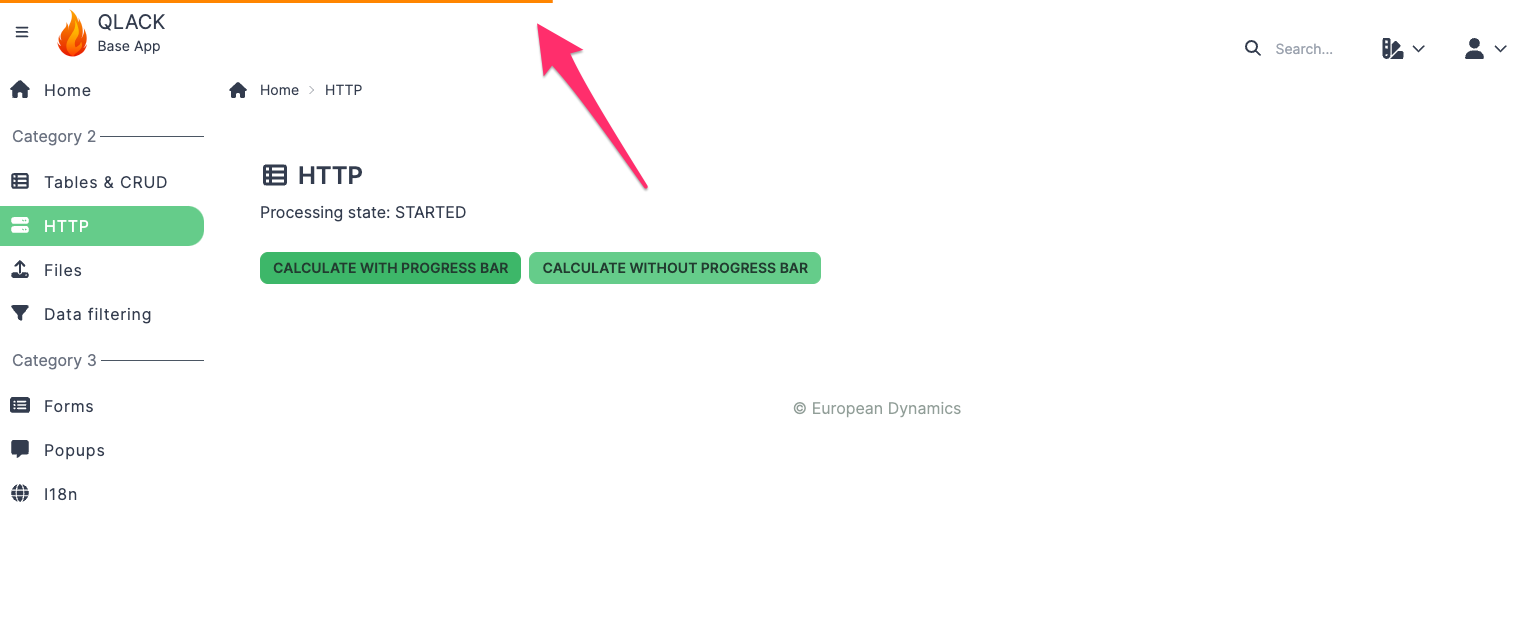 QLACK
Base App
Search...
Home
Home
HTTP
Category 2
Tables & CRUD
HTTP
Processing state: STARTED
HTTP
CALCULATE WITH PROGRESS BAR
CALCULATE WITHOUT PROGRESS BAR
Files
Data filtering
Category 3
Forms
© European Dynamics
Popups
I18n